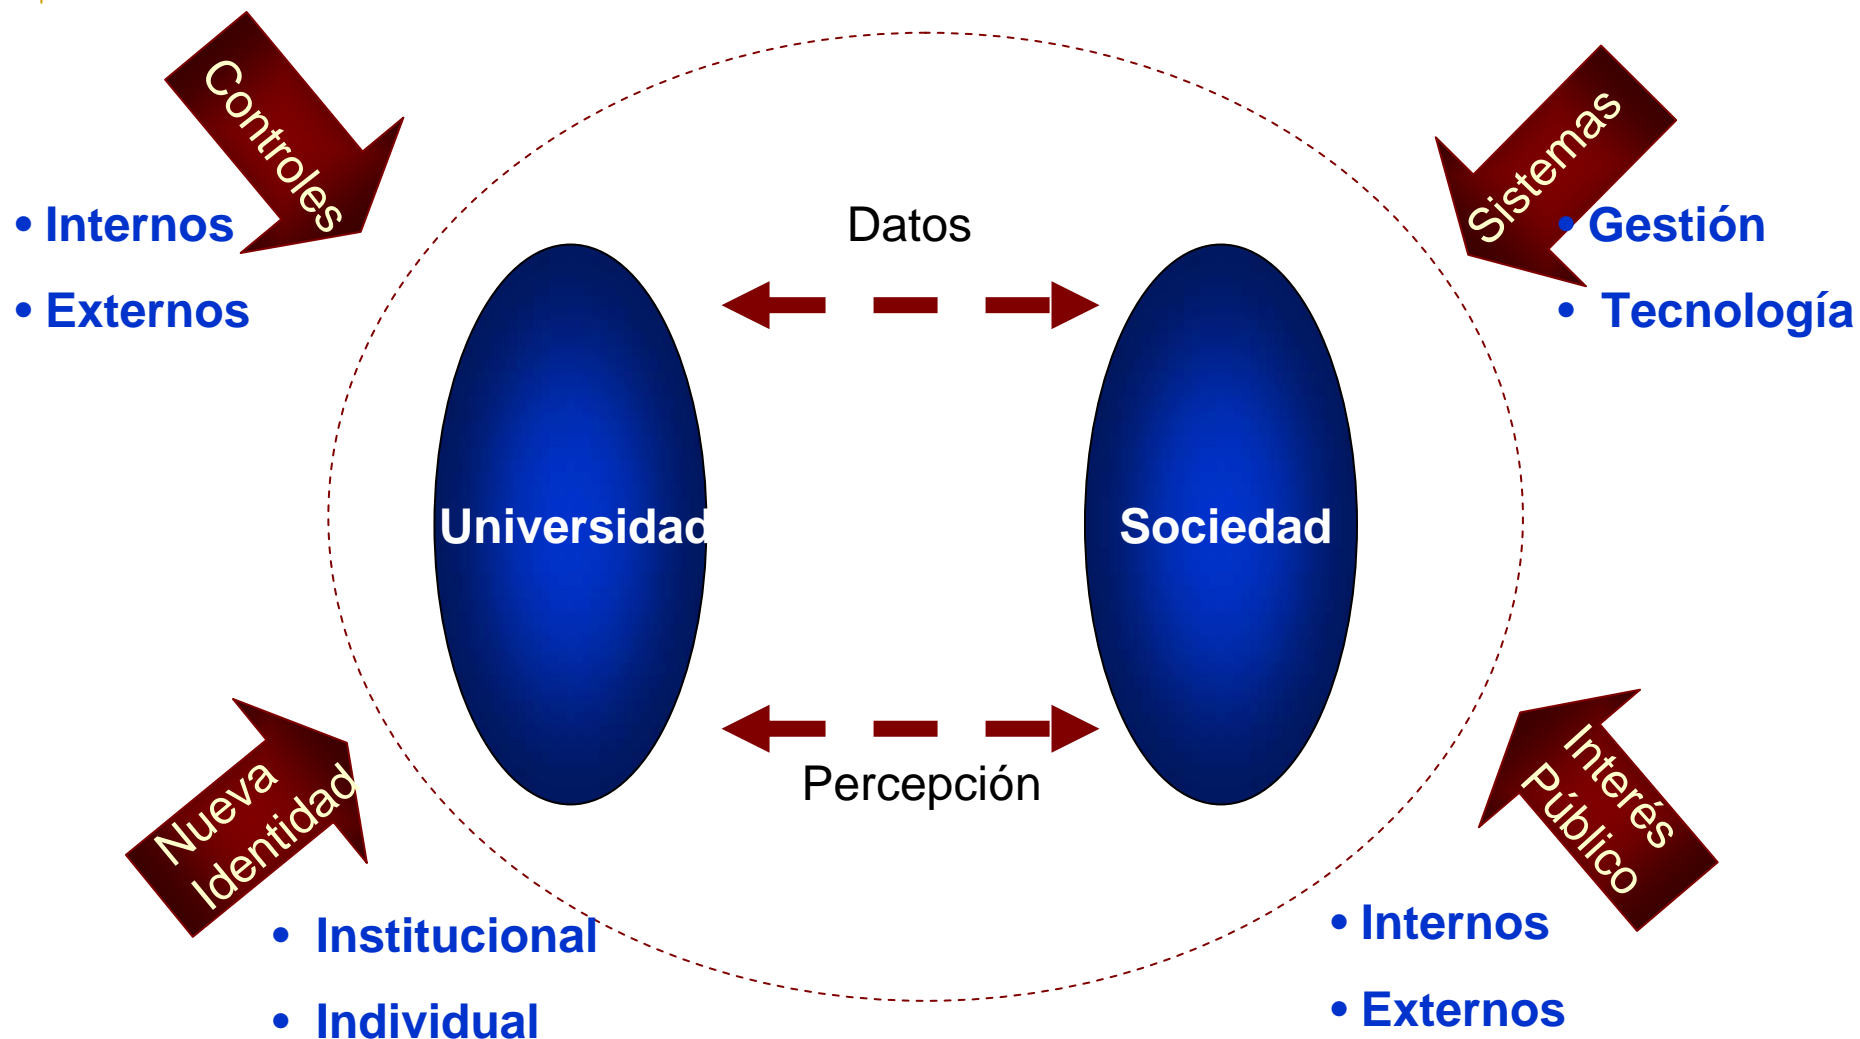 Controles
• Internos
• Externos
Sistemas
• Gestión
• Tecnología
Datos
Universidad
Sociedad
Percepción
Nueva
Identidad
• Institucional
• Individual
Interés
Público
• Internos
• Externos